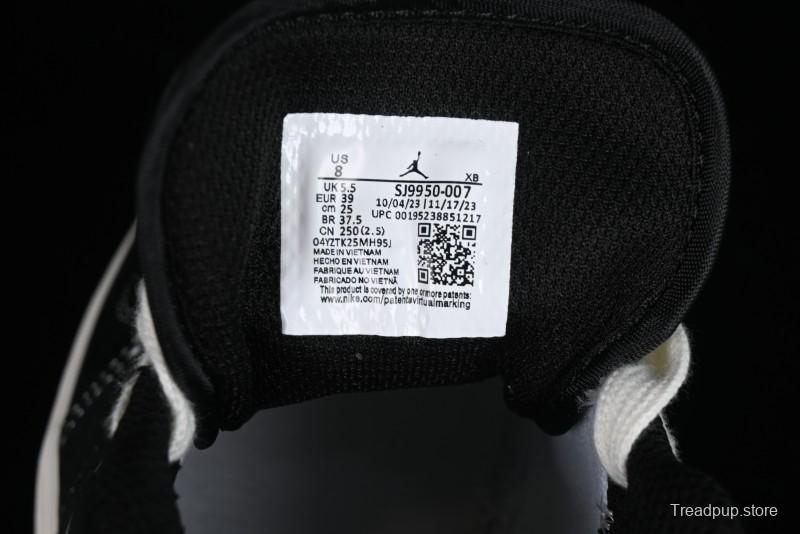 US
8
XB
UK 5.5
EUR 39
cm 25
BR 37.5
CN 250 (2.5)
04YZTK25MH95J
SJ9950-007
10/04/23 | 11/17/23
UPC 00195238851217
MADE IN VIETNAM
HECHO EN VIETNAM
FABRIQUE AU VIETNAM
FABRICADO NO VIETNÃ
This product is covered by one or more patents:
www.nike.com/patentsvirtualmarking
Treadpup.store